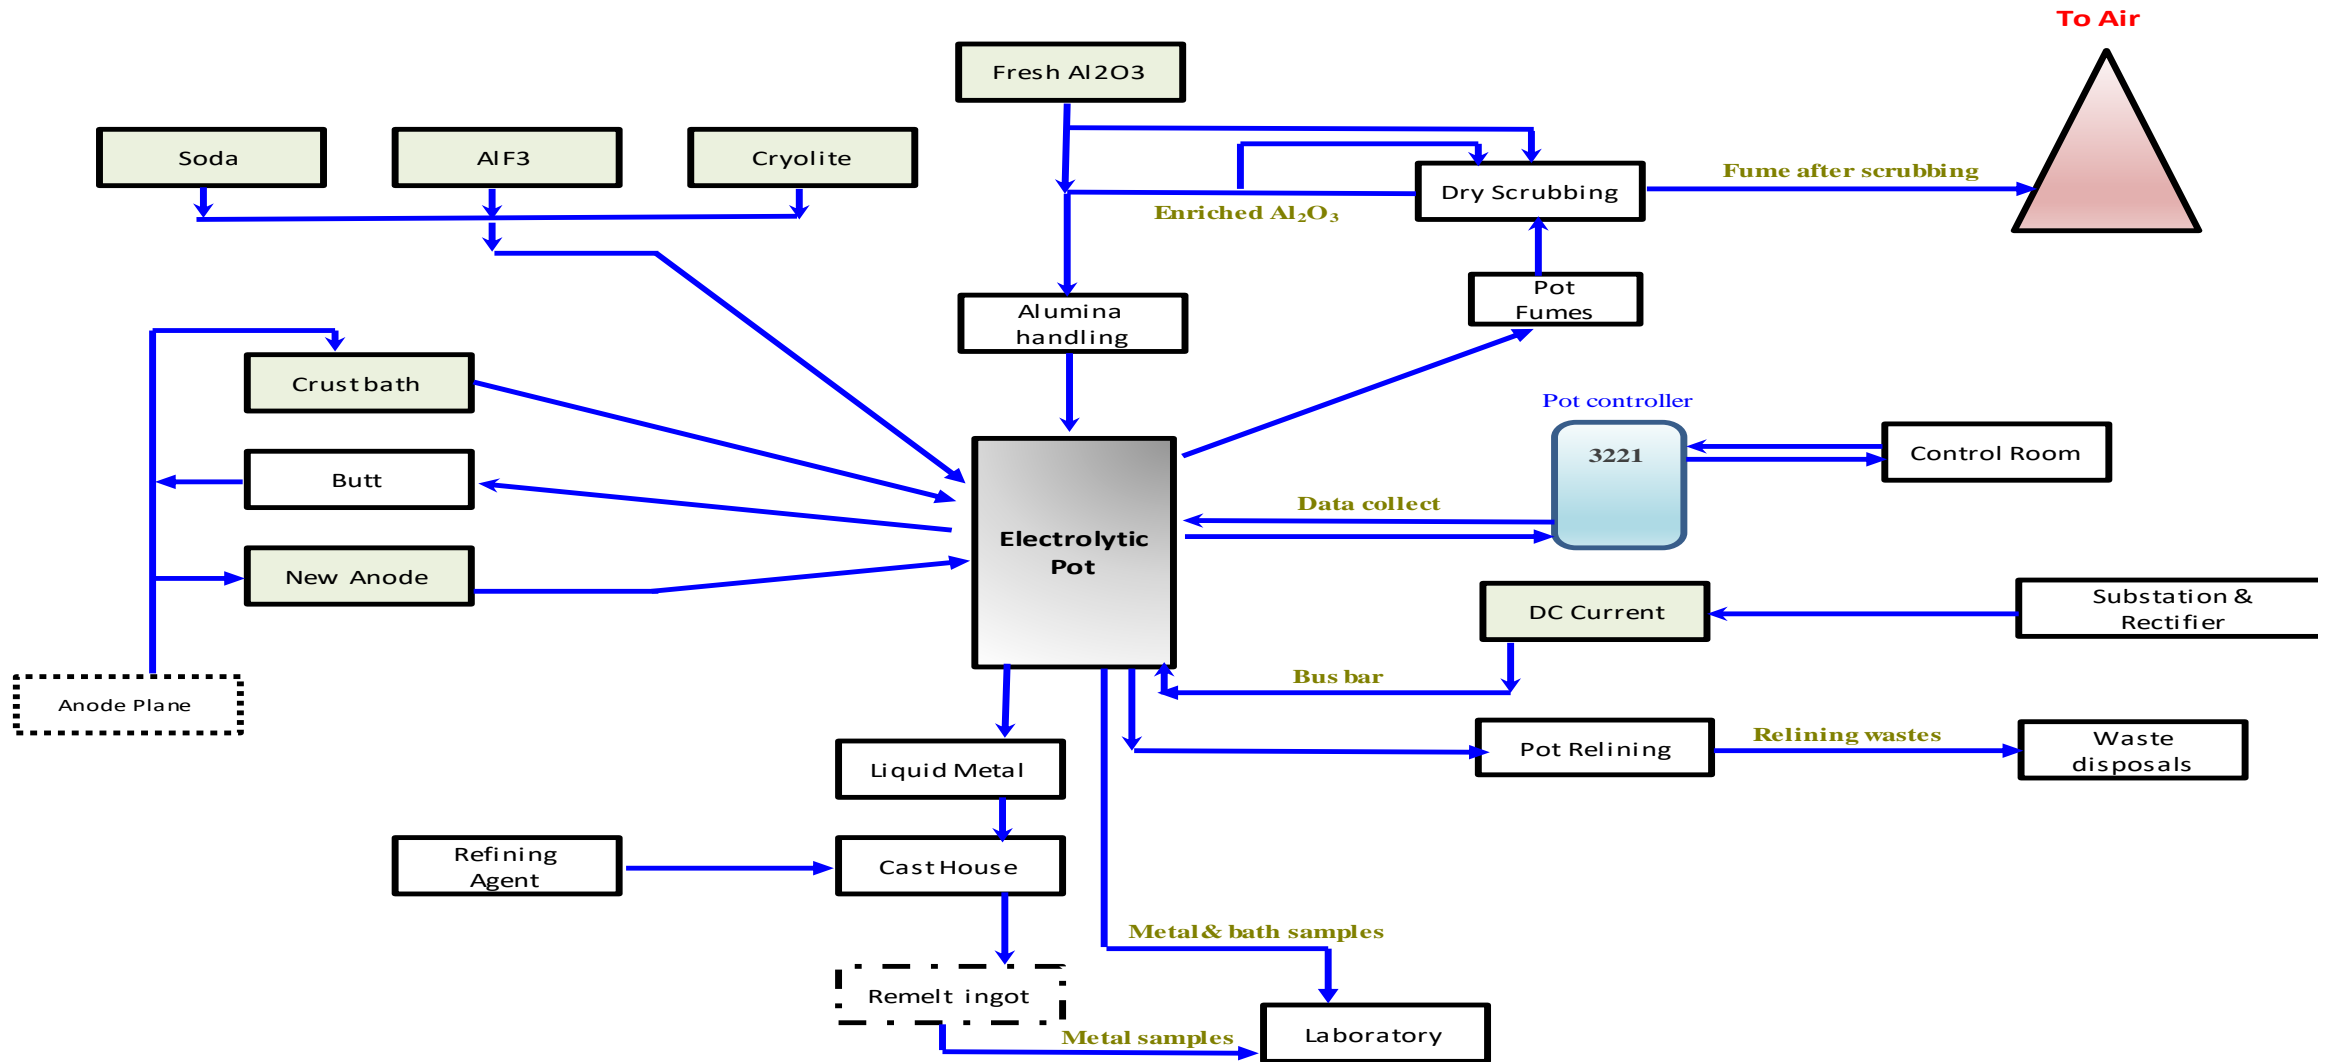 To Air
Fresh Al2O3
Soda
AlF3
Cryolite
Dry Scrubbing
Fume after scrubbing
Enriched Al₂O₃
Pot
Fumes
Alumina
handling
Crust bath
Pot controller
3221
Control Room
Butt
Data collect
Electrolytic
Pot
New Anode
DC Current
Substation &
Rectifier
Bus bar
Anode Plane
Pot Relining
Relining wastes
Waste
disposals
Liquid Metal
Refining
Agent
Cast House
Metal & bath samples
Remelt ingot
Metal samples
Laboratory